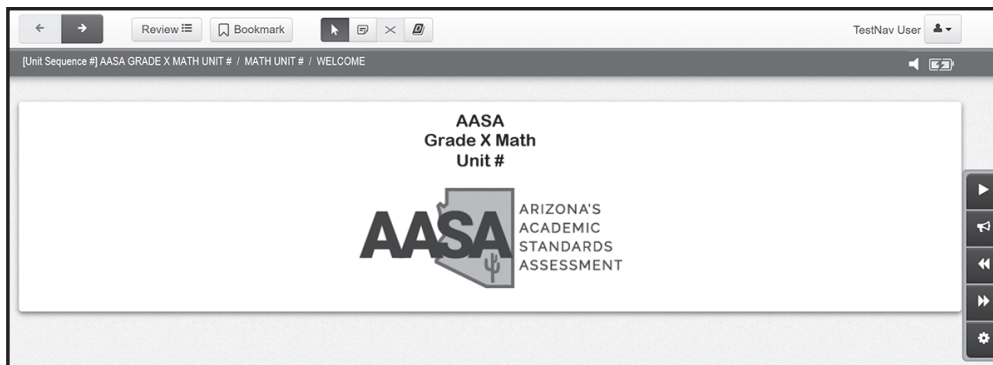 Review
Bookmark
TestNav User
[Unit Sequence #] AASA GRADE X MATH UNIT # / MATH UNIT # / WELCOME
AASA
Grade X Math
Unit #
AASA
ARIZONA'S
ACADEMIC
STANDARDS
ASSESSMENT